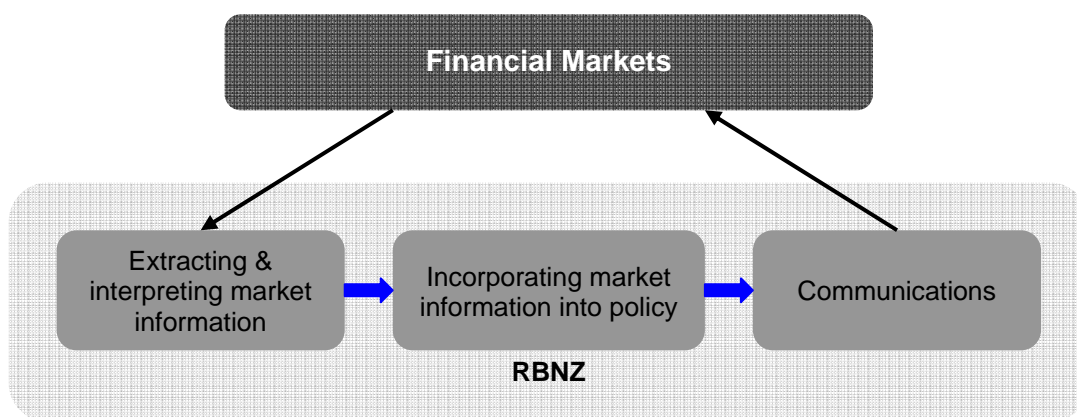 Financial Markets
Extracting &
interpreting market
information
Incorporating market
information into policy
Communications
RBNZ